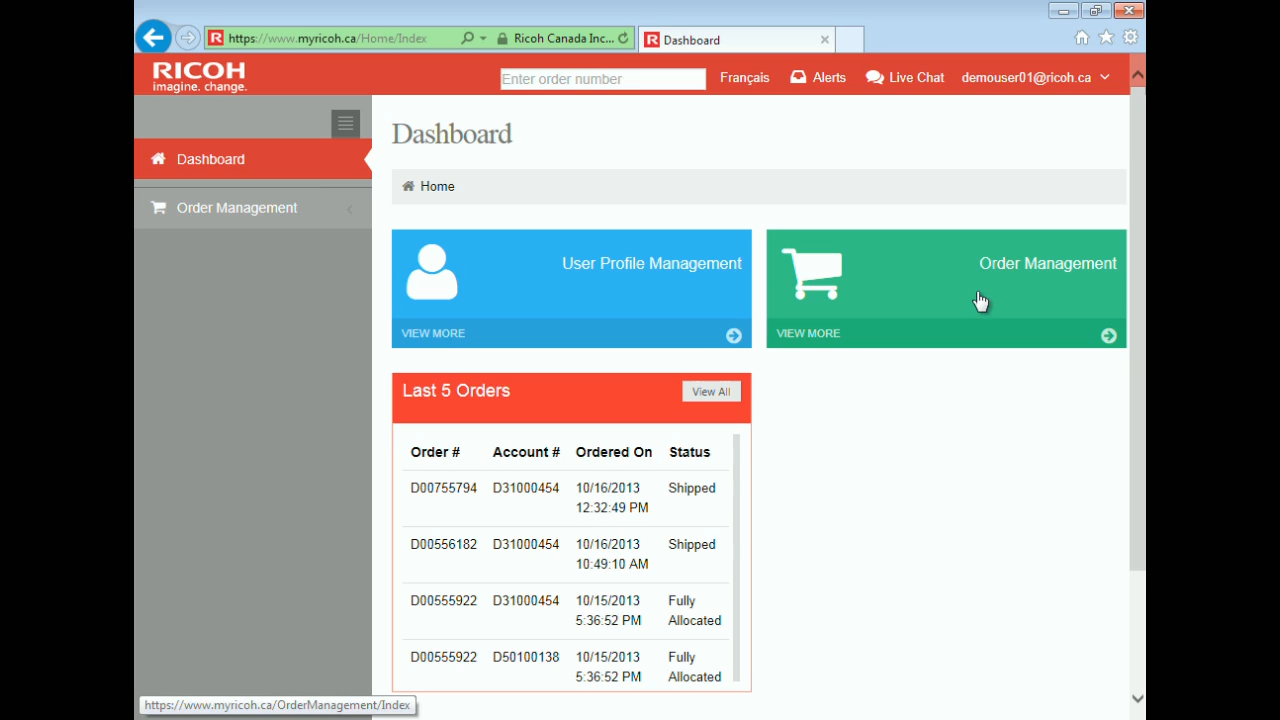 https://www.myricoh.ca/Home/Index
Ricoh Canada Inc...
Dashboard
RICOH
imagine. change.
Enter order number
Français
Alerts
Live Chat
demouser01@ricoh.ca
Dashboard
Order Management
Dashboard
Home
User Profile Management
VIEW MORE
Order Management
VIEW MORE
Last 5 Orders
View All
Order # Account # Ordered On Status
D00755794 D31000454 10/16/2013 Shipped
12:32:49 PM
D00556182 D31000454 10/16/2013 Shipped
10:49:10 AM
D00555922 D31000454 10/15/2013 Fully
5:36:52 PM Allocated
D00555922 D50100138 10/15/2013 Fully
5:36:52 PM Allocated
https://www.myricoh.ca/OrderManagement/Index